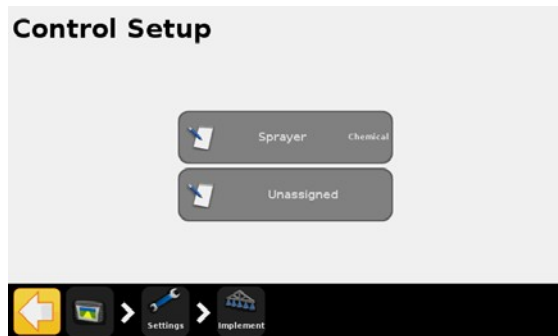 Control Setup
Sprayer Chemical
Unassigned
Settings Implement